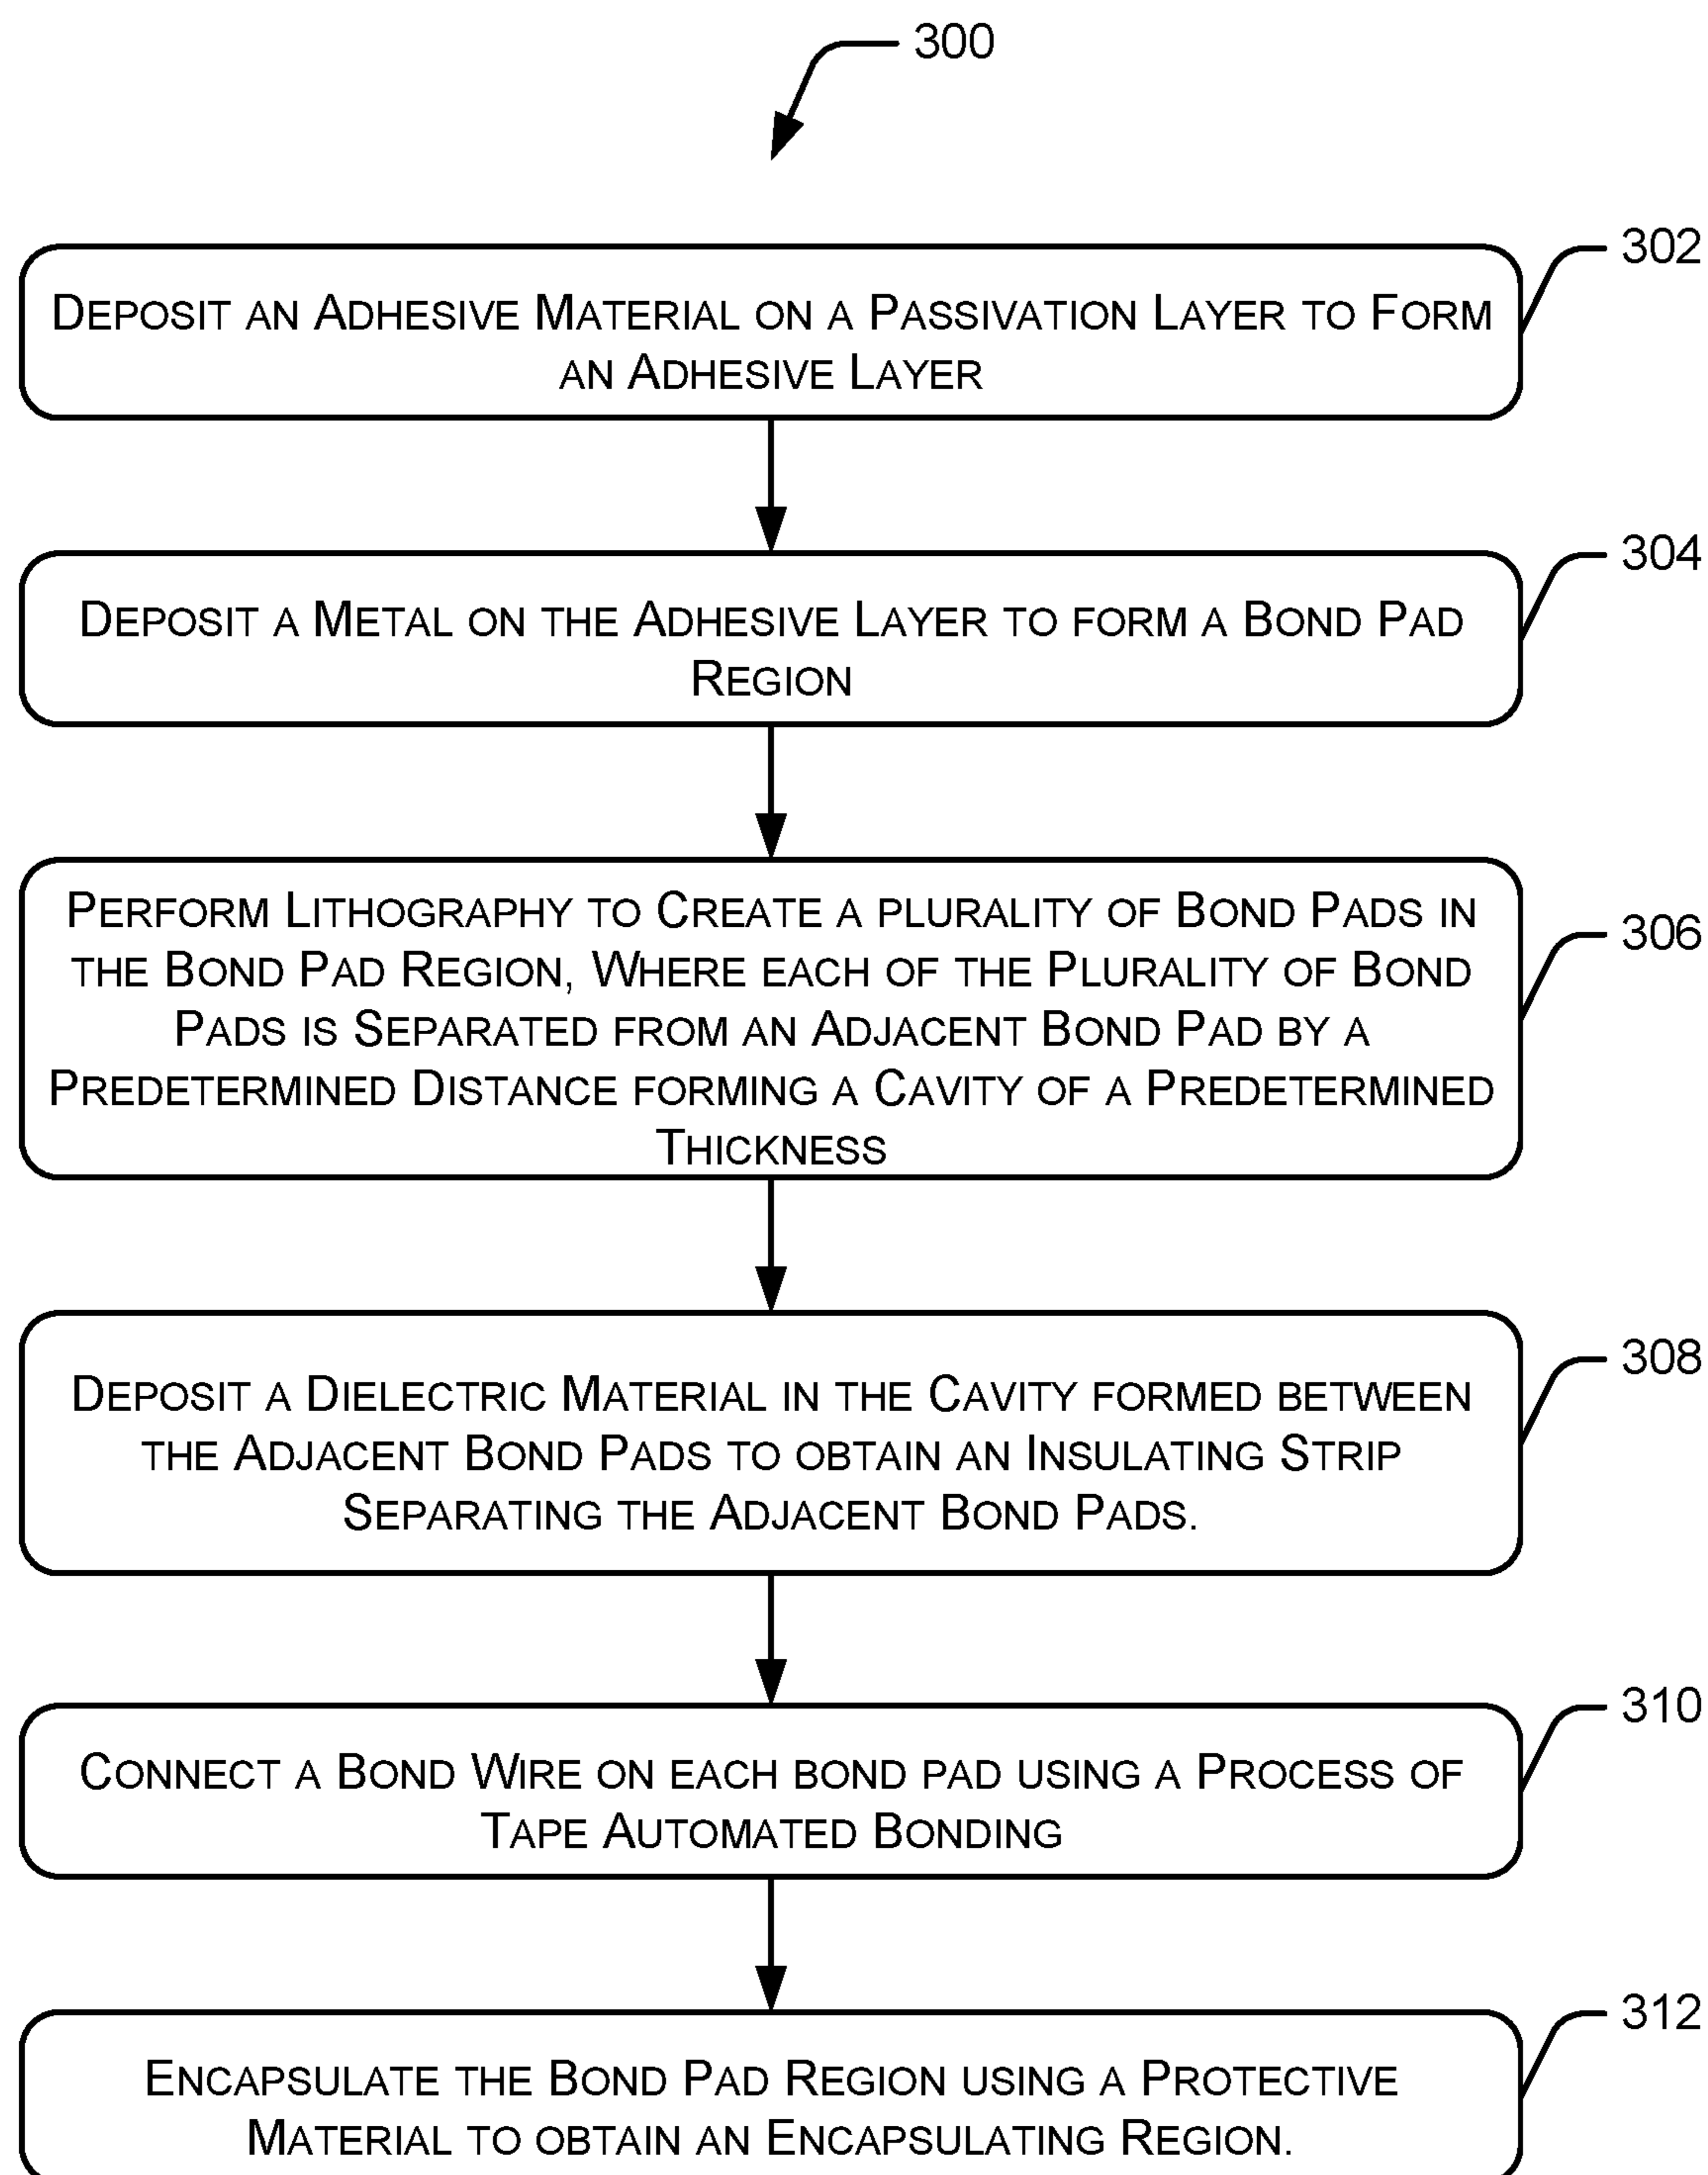 300
302
DEPOSIT AN ADHESIVE MATERIAL ON A PASSIVATION LAYER TO FORM
AN ADHESIVE LAYER
304
DEPOSIT A METAL ON THE ADHESIVE LAYER TO FORM A BOND PAD
REGION
PERFORM LITHOGRAPHY TO CREATE A PLURALITY OF BOND PADS IN
306
THE BOND PAD REGION, WHERE EACH OF THE PLURALITY OF BOND
PADS IS SEPARATED FROM AN ADJACENT BOND PAD BY A
PREDETERMINED DISTANCE FORMING A CAVITY OF A PREDETERMINED
THICKNESS
308
DEPOSIT A DIELECTRIC MATERIAL IN THE CAVITY FORMED BETWEEN
THE ADJACENT BOND PADS TO OBTAIN AN INSULATING STRIP
SEPARATING THE ADJACENT BOND PADS.
310
CONNECT A BOND WIRE ON EACH BOND PAD USING A PROCESS OF
TAPE AUTOMATED BONDING
312
ENCAPSULATE THE BOND PAD REGION USING A PROTECTIVE
MATERIAL TO OBTAIN AN ENCAPSULATING REGION.